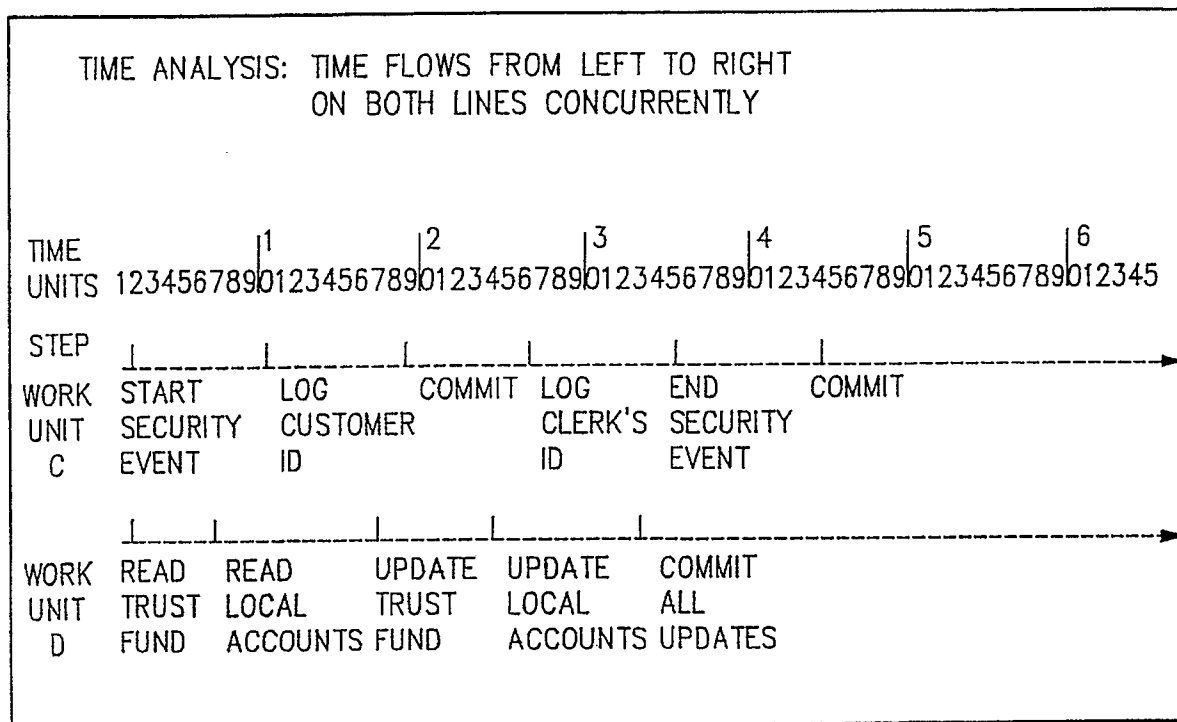 TIME ANALYSIS: TIME FLOWS FROM LEFT TO RIGHT
ON BOTH LINES CONCURRENTLY
1 2 3 4 5 6
TIME
UNITS 12345678901234567890123456789012345678901234567890123456789012345
STEP
WORK START LOG COMMIT LOG END COMMIT
UNIT SECURITY CUSTOMER CLERK'S SECURITY
C EVENT ID ID EVENT
WORK READ READ UPDATE UPDATE COMMIT
UNIT TRUST LOCAL TRUST LOCAL ALL
D FUND ACCOUNTS FUND ACCOUNTS UPDATES